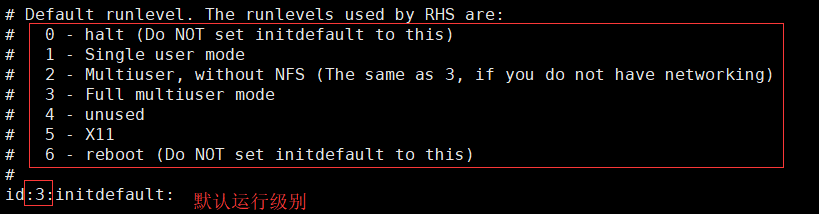 # Default runlevel. The runlevels used by RHS are:
#   0 - halt (Do NOT set initdefault to this)
#   1 - Single user mode
#   2 - Multiuser, without NFS (The same as 3, if you do not have networking)
#   3 - Full multiuser mode
#   4 - unused
#   5 - X11
#   6 - reboot (Do NOT set initdefault to this)
#
id:3:initdefault: 默认运行级别